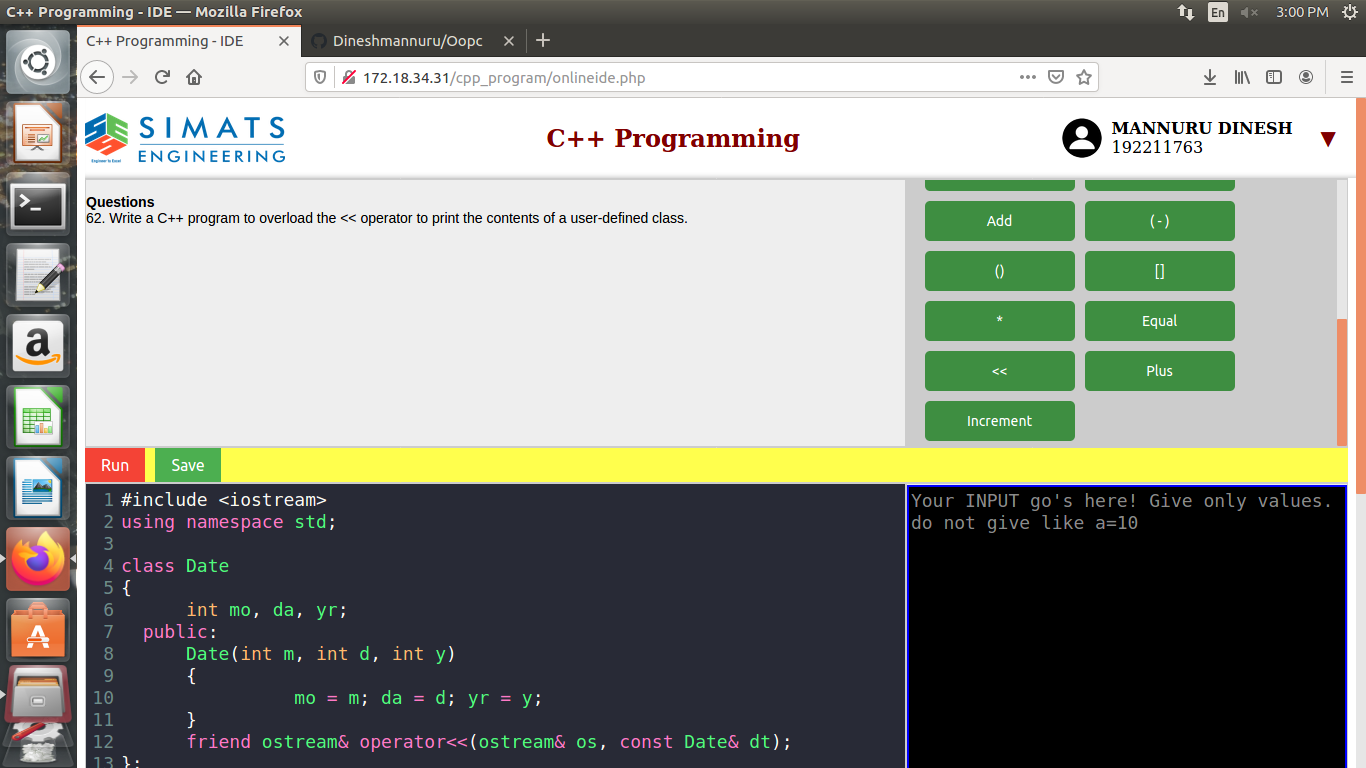 C++ Programming - IDE — Mozilla Firefox
En
3:00 PM
C++ Programming - IDE
Dineshmannuru/Oopc
172.18.34.31/cpp_program/onlineide.php
SIMATS
ENGINEERING
Engineer to Excel
C++ Programming
MANNURU DINESH
192211763
▼
Questions
62. Write a C++ program to overload the << operator to print the contents of a user-defined class.
Add
(-)
()
[]
*
Equal
<<
Plus
Increment
Run
Save
1 #include <iostream>
2 using namespace std;
3
4 class Date
5 {
6       int mo, da, yr;
7   public:
8       Date(int m, int d, int y)
9       {
10                 mo = m; da = d; yr = y;
11       }
12       friend ostream& operator<<(ostream& os, const Date& dt);
13 };
Your INPUT go's here! Give only values.
do not give like a=10